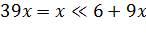 39x = x ≪ 6 + 9x